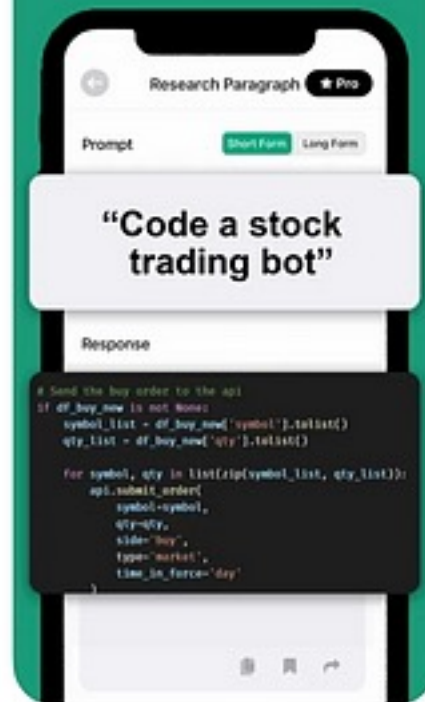 Research Paragraph ★ Pro
Prompt Short Form Long Form
“Code a stock
trading bot”
Response
# Send the buy order to the api
if df_buy_new is not None:
symbol_list = df_buy_new['symbol'].tolist()
qty_list = df_buy_new['qty'].tolist()
for symbol, qty in list(zip(symbol_list, qty_list)):
api.submit_order(
symbol=symbol,
qty=qty,
side='buy',
type='market',
time_in_force='day'
)